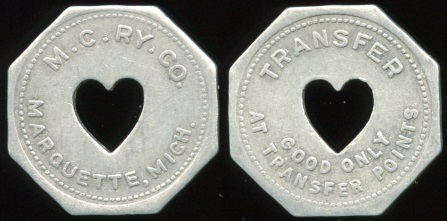 M.C.RY.CO.
MARQUETTE, MICH.
TRANSFER
GOOD ONLY
AT TRANSFER POINTS